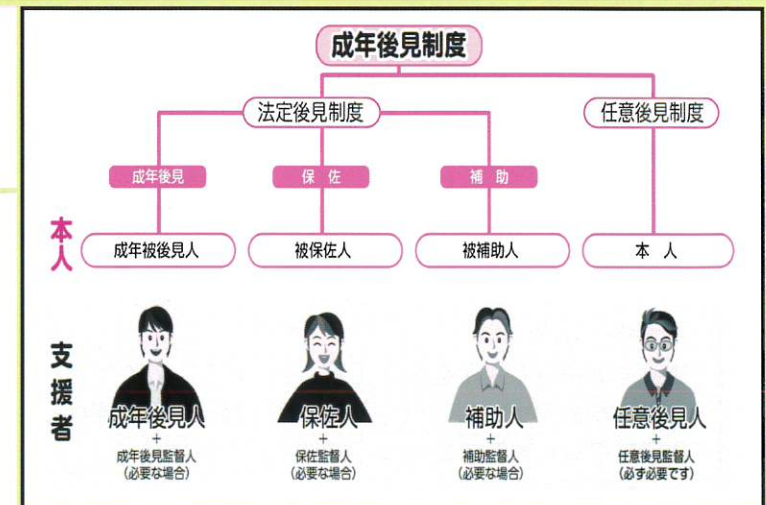 成年後見制度
法定後見制度
任意後見制度
成年後見
保 佐
補 助
本人
成年被後見人
被保佐人
被補助人
本 人
支援者
成年後見人
+
成年後見監督人
(必要な場合)
保佐人
+
保佐監督人
(必要な場合)
補助人
+
補助監督人
(必要な場合)
任意後見人
+
任意後見監督人
(必ず必要です)